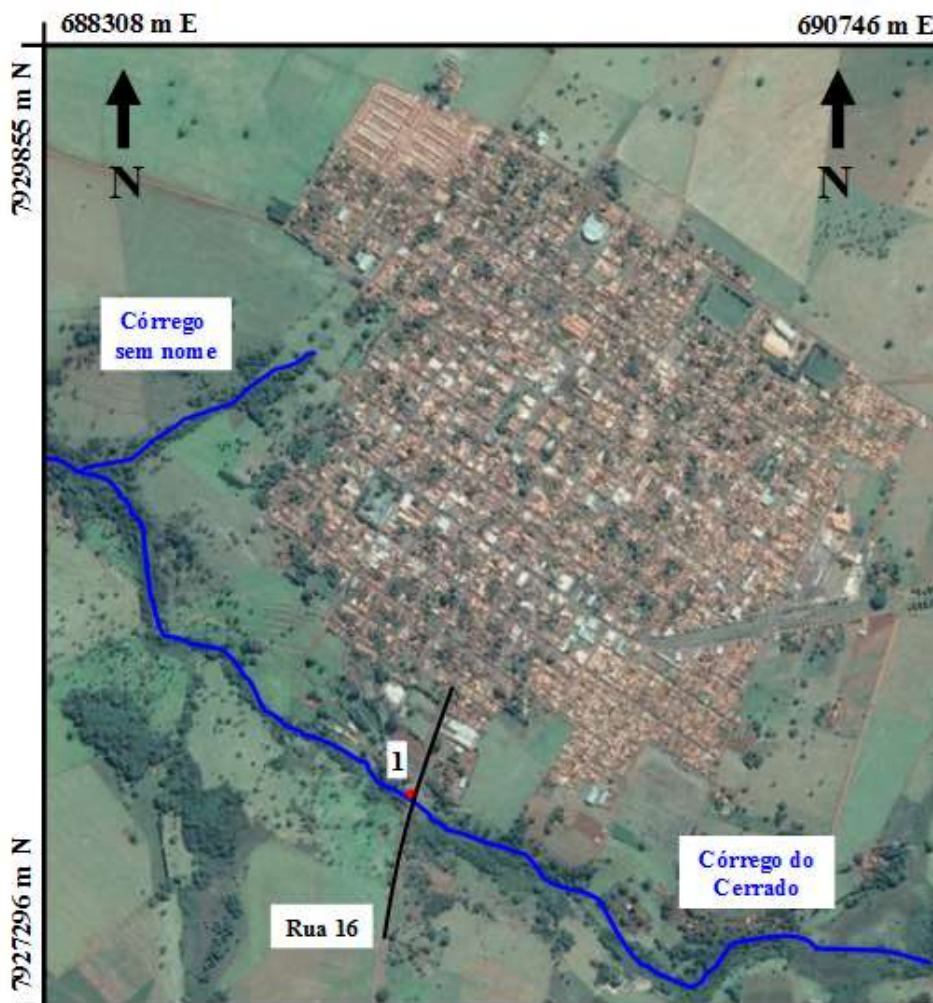 688308 m E
690746 m E
7929855 m N
N
N
Córrego
sem nome
1
Córrego do
Cerrado
Rua 16
7927296 m N